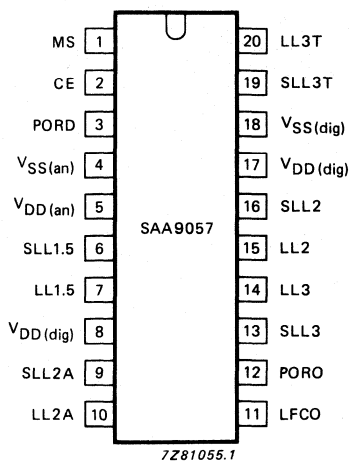 MS 1 20 LL3T
CE 2 19 SLL3T
PORD 3 18 VSS(dig)
VSS(an) 4 17 VDD(dig)
VDD(an) 5 16 SLL2
SAA9057
SLL1.5 6 15 LL2
LL1.5 7 14 LL3
VDD(dig) 8 13 SLL3
SLL2A 9 12 PORO
LL2A 10 11 LFCO
7Z81055.1